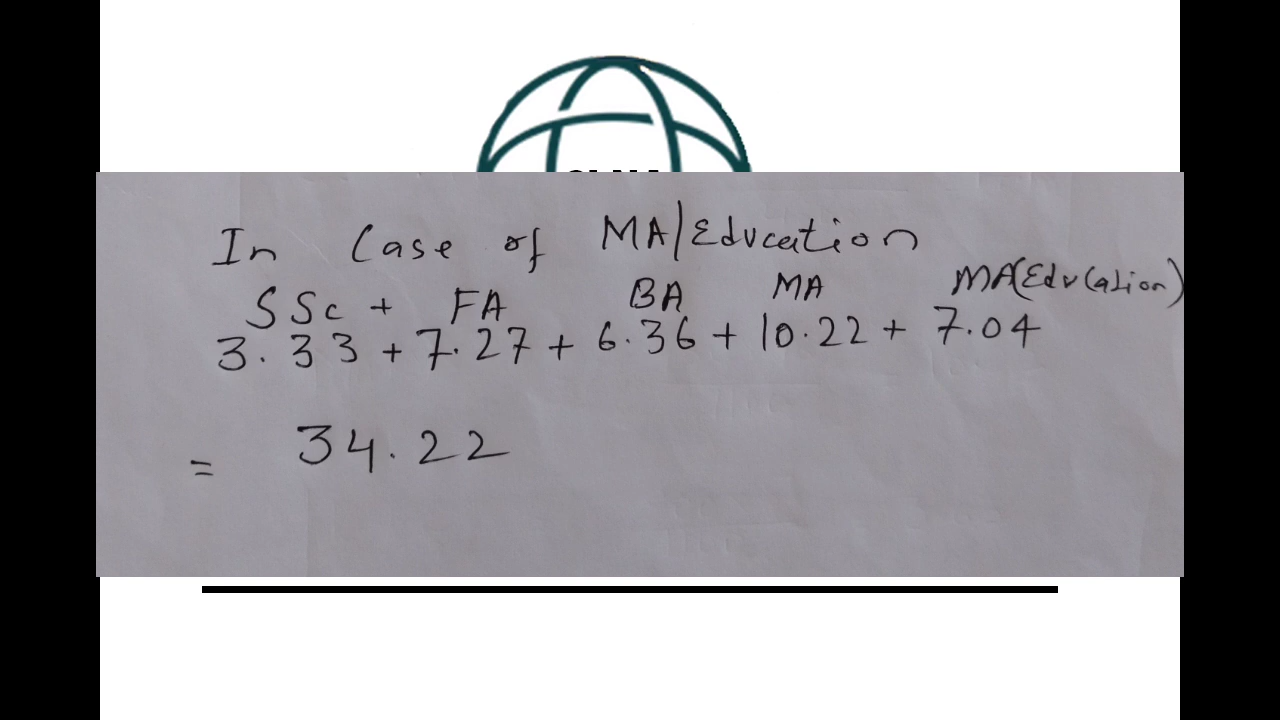 In Case of MA/Education
SSc + FA BA MA MA(Education)
3.33 + 7.27 + 6.36 + 10.22 + 7.04
= 34.22